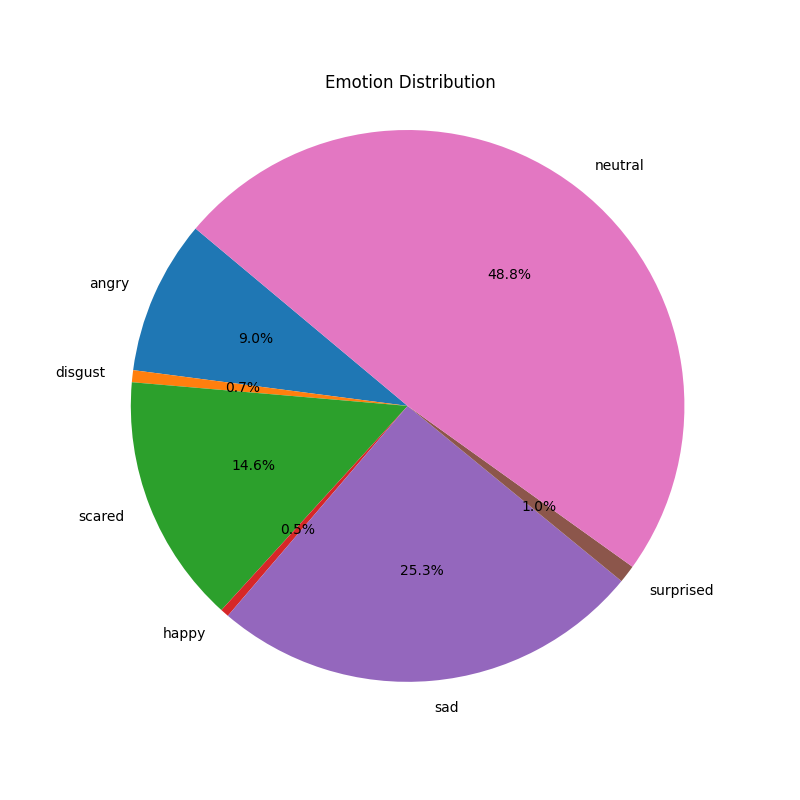 Emotion Distribution
neutral
48.8%
angry
9.0%
disgust
0.7%
scared
14.6%
happy
0.5%
sad
25.3%
surprised
1.0%